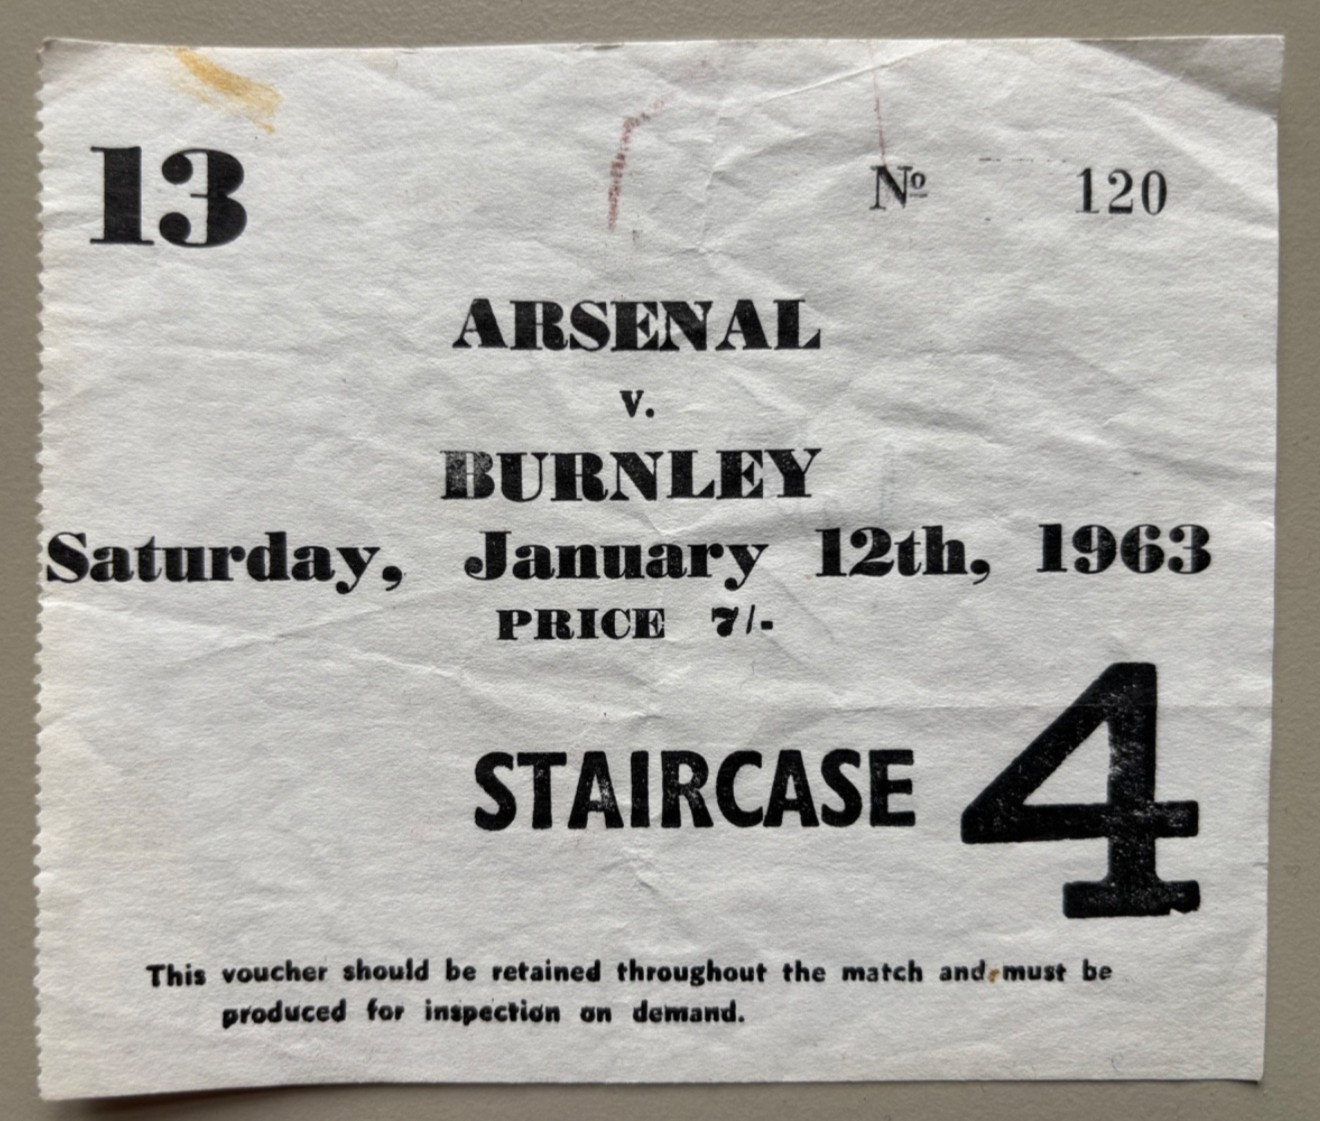 13
Nº 120
ARSENAL
v.
BURNLEY
Saturday, January 12th, 1963
PRICE 7/-
STAIRCASE 4
This voucher should be retained throughout the match and must be
produced for inspection on demand.